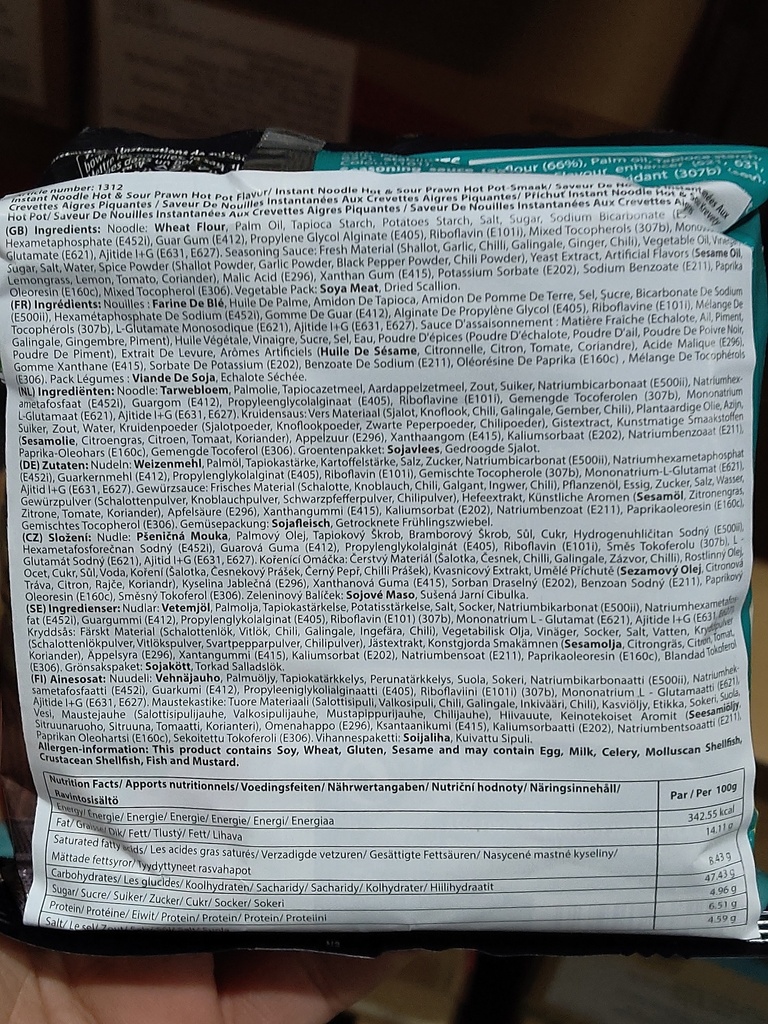 Article number: 1312
Instant Noodle Hot & Sour Prawn Hot Pot Flavur/ Instant Noodle Hot & Sour Prawn Hot Pot Smaak/ Saveur De
Crevettes Aigres Piquantes / Saveur De Nouilles Instantanées Aux Crevettes Aigres Piquantes/ Příchuť Instant Noodle Hot &
Hot Pot/ Saveur De Nouilles Instantanées Aux Crevettes Aigres Piquantes / Saveur De Nouilles Instantanées Aux Crevettes
(GB) Ingredients: Noodle: Wheat Flour, Palm Oil, Tapioca Starch, Potatoes Starch, Salt, Sugar, Sodium Bicarbonate
Hexametaphosphate (E452i), Guar Gum (E412), Propylene Glycol Alginate (E405), Riboflavin (E101i), Mixed Tocopherols (307b),
Glutamate (E621), Ajitide I+G (E631, E627). Seasoning Sauce: Fresh Material (Shallot, Garlic, Chilli, Galingale, Ginger, Chili), Vegetable Oil, Vinegar,
Sugar, Salt, Water, Spice Powder (Shallot Powder, Garlic Powder, Black Pepper Powder, Chili Powder), Yeast Extract, Artificial Flavors (Sesame Oil,
Lemongrass, Lemon, Tomato, Coriander), Malic Acid (E296), Xanthan Gum (E415), Potassium Sorbate (E202), Sodium Benzoate (E211), Paprika
Oleoresin (E160c), Mixed Tocopherol (E306). Vegetable Pack: Soya Meat, Dried Scallion.
(FR) Ingrédients: Nouilles : Farine De Blé, Huile De Palme, Amidon De Tapioca, Amidon De Pomme De Terre, Sel, Sucre, Bicarbonate De Sodium
(E500ii), Hexamétaphosphate De Sodium (E452i), Gomme De Guar (E412), Alginate De Propylène Glycol (E405), Riboflavine (E101i), Mélange De
Tocophérols (307b), L-Glutamate Monosodique (E621), Ajitide I+G (E631, E627). Sauce D'assaisonnement : Matière Fraîche (Echalote, Ail, Piment,
Galingale, Gingembre, Piment), Huile Végétale, Vinaigre, Sucre, Sel, Eau, Poudre D'épices (Poudre D'échalote, Poudre D'ail, Poudre De Poivre Noir,
Poudre De Piment), Extrait De Levure, Arômes Artificiels (Huile De Sésame, Citronnelle, Citron, Tomate, Coriandre), Acide Malique (E296),
Gomme Xanthane (E415), Sorbate De Potassium (E202), Benzoate De Sodium (E211), Oléorésine De Paprika (E160c) , Mélange De Tocophérols
(E306). Pack Légumes : Viande De Soja, Echalote Séchée.
(NL) Ingrediënten: Noodle: Tarwebloem, Palmolie, Tapiocazetmeel, Aardappelzetmeel, Zout, Suiker, Natriumbicarbonaat (E500ii), Natriumhex-
ametafosfaat (E452i), Guargom (E412), Propyleenglycolalginaat (E405), Riboflavine (E101i), Gemengde Tocoferolen (307b), Mononatrium
L-Glutamaat (E621), Ajitide I+G (E631, E627). Kruidensaus: Vers Materiaal (Sjalot, Knoflook, Chili, Galingale, Gember, Chili), Plantaardige Olie, Azijn,
Suiker, Zout, Water, Kruidenpoeder (Sjalotpoeder, Knoflookpoeder, Zwarte Peperpoeder, Chilipoeder), Gistextract, Kunstmatige Smaakstoffen
(Sesamolie, Citroengras, Citroen, Tomaat, Koriander), Appelzuur (E296), Xanthaangom (E415), Kaliumsorbaat (E202), Natriumbenzoaat (E211),
Paprika-Oleohars (E160c), Gemengde Tocoferol (E306). Groentenpakket: Sojavlees, Gedroogde Sjalot.
(DE) Zutaten: Nudeln: Weizenmehl, Palmöl, Tapiokastärke, Kartoffelstärke, Salz, Zucker, Natriumbicarbonat (E500ii), Natriumhexametaphosphat
(E452i), Guarkernmehl (E412), Propylenglykolalginat (E405), Riboflavin (E101i), Gemischte Tocopherole (307b), Mononatrium-L-Glutamat (E621),
Ajitid I+G (E631, E627). Gewürzsauce: Frisches Material (Schalotte, Knoblauch, Chili, Galgant, Ingwer, Chili), Pflanzenöl, Essig, Zucker, Salz, Wasser,
Gewürzpulver (Schalottenpulver, Knoblauchpulver, Schwarzpfefferpulver, Chilipulver), Hefeextrakt, Künstliche Aromen (Sesamöl, Zitronengras,
Zitrone, Tomate, Koriander), Apfelsäure (E296), Xanthangummi (E415), Kaliumsorbat (E202), Natriumbenzoat (E211), Paprikaoleoresin (E160c),
Gemischtes Tocopherol (E306). Gemüsepackung: Sojafleisch, Getrocknete Frühlingszwiebel.
(CZ) Složení: Nudle: Pšeničná Mouka, Palmový Olej, Tapiokový Škrob, Bramborový Škrob, Sůl, Cukr, Hydrogenuhličitan Sodný (E500ii),
Hexametafosforečnan Sodný (E452i), Guarová Guma (E412), Propylenglykolalginát (E405), Riboflavin (E101i), Směs Tokoferolu (307b), L -
Glutamát Sodný (E621), Ajitid I+G (E631, E627). Kořenící Omáčka: Čerstvý Materiál (Šalotka, Česnek, Chilli, Galingale, Zázvor, Chilli), Rostlinný Olej,
Ocet, Cukr, Sůl, Voda, Koření (Šalotka, Česnekový Prášek, Černý Pepř, Chilli Prášek), Kvasnicový Extrakt, Umělé Příchutě (Sezamový Olej, Citronová
Tráva, Citron, Rajče, Koriandr), Kyselina Jablečná (E296), Xanthanová Guma (E415), Sorban Draselný (E202), Benzoan Sodný (E211), Paprikový
Oleoresin (E160c), Směsný Tokoferol (E306). Zeleninový Balíček: Sojové Maso, Sušená Jarní Cibulka.
(SE) Ingredienser: Nudlar: Vetemjöl, Palmolja, Tapiokastärkelse, Potatisstärkelse, Salt, Socker, Natriumbikarbonat (E500ii), Natriumhexametafos-
fat (E452i), Guargummi (E412), Propylenglykolalginat (E405), Riboflavin (E101) (307b), Mononatrium L - Glutamat (E621), Ajitide I+G (E631,
Kryddsås: Färskt Material (Schalottenlök, Vitlök, Chili, Galingale, Ingefära, Chili), Vegetabilisk Olja, Vinäger, Socker, Salt, Vatten, Kryddpulver
(Schalottenlökpulver, Vitlökspulver, Svartpepparpulver, Chilipulver), Jästextrakt, Konstgjorda Smakämnen (Sesamolja, Citrongräs, Citron, Tomat,
Koriander), Äppelsyra (E296), Xantangummi (E415), Kaliumsorbat (E202), Natriumbensoat (E211), Paprikaoleoresin (E160c), Blandad Tokoferol
(E306). Grönsakspaket: Sojakött, Torkad Salladslök.
(FI) Ainesosat: Nuudeli: Vehnäjauho, Palmuöljy, Tapiokatärkkelys, Perunatärkkelys, Suola, Sokeri, Natriumbikarbonaatti (E500ii), Natriumhek-
sametafosfaatti (E452i), Guarkumi (E412), Propyleeniglykolialginaatti (E405), Riboflaviini (E101i) (307b), Mononatrium L - Glutamaatti (E621),
Ajitide I+G (E631, E627). Maustekastike: Tuore Materiaali (Salottisipuli, Valkosipuli, Chili, Galingale, Inkivääri, Chili), Kasviöljy, Etikka, Sokeri, Suola,
Vesi, Maustejauhe (Salottisipulijauhe, Valkosipulijauhe, Mustapippurijauhe, Chilijauhe), Hiivauute, Keinotekoiset Aromit (Seesamiöljy,
Sitruunaruoho, Sitruuna, Tomaatti, Korianteri), Omenahappo (E296), Ksantaanikumi (E415), Kaliumsorbaatti (E202), Natriumbentsoaatti (E211),
Paprikan Oleohartsi (E160c), Sekoitettu Tokoferoli (E306). Vihannespaketti: Soijaliha, Kuivattu Sipuli.
Allergen-information: This product contains Soy, Wheat, Gluten, Sesame and may contain Egg, Milk, Celery, Molluscan Shellfish,
Crustacean Shellfish, Fish and Mustard.
Nutrition Facts/ Apports nutritionnels/ Voedingsfeiten/ Nährwertangaben/ Nutriční hodnoty/ Näringsinnehåll/
Ravintosisältö
Par / Per 100g
Energy/ Energie/ Energie/ Energie/ Energie/ Energi/ Energiaa
342.55 kcal
Fat/ Graisse/ Dik/ Fett/ Tlustý/ Fett/ Lihava
14.11 g
Saturated fatty acids/ Les acides gras saturés/ Verzadigde vetzuren/ Gesättigte Fettsäuren/ Nasycené mastné kyseliny/
Mättade fettsyror/ Tyydyttyneet rasvahapot
8.43 g
Carbohydrates/ Les glucides/ Koolhydraten/ Sacharidy/ Sacharidy/ Kolhydrater/ Hiilihydraatit
47.43 g
Sugar/ Sucre/ Suiker/ Zucker/ Cukr/ Socker/ Sokeri
4.96 g
Protein/ Protéine/ Eiwit/ Protein/ Protein/ Protein/ Proteiini
6.51 g
Salt/ Le sel/
4.59 g